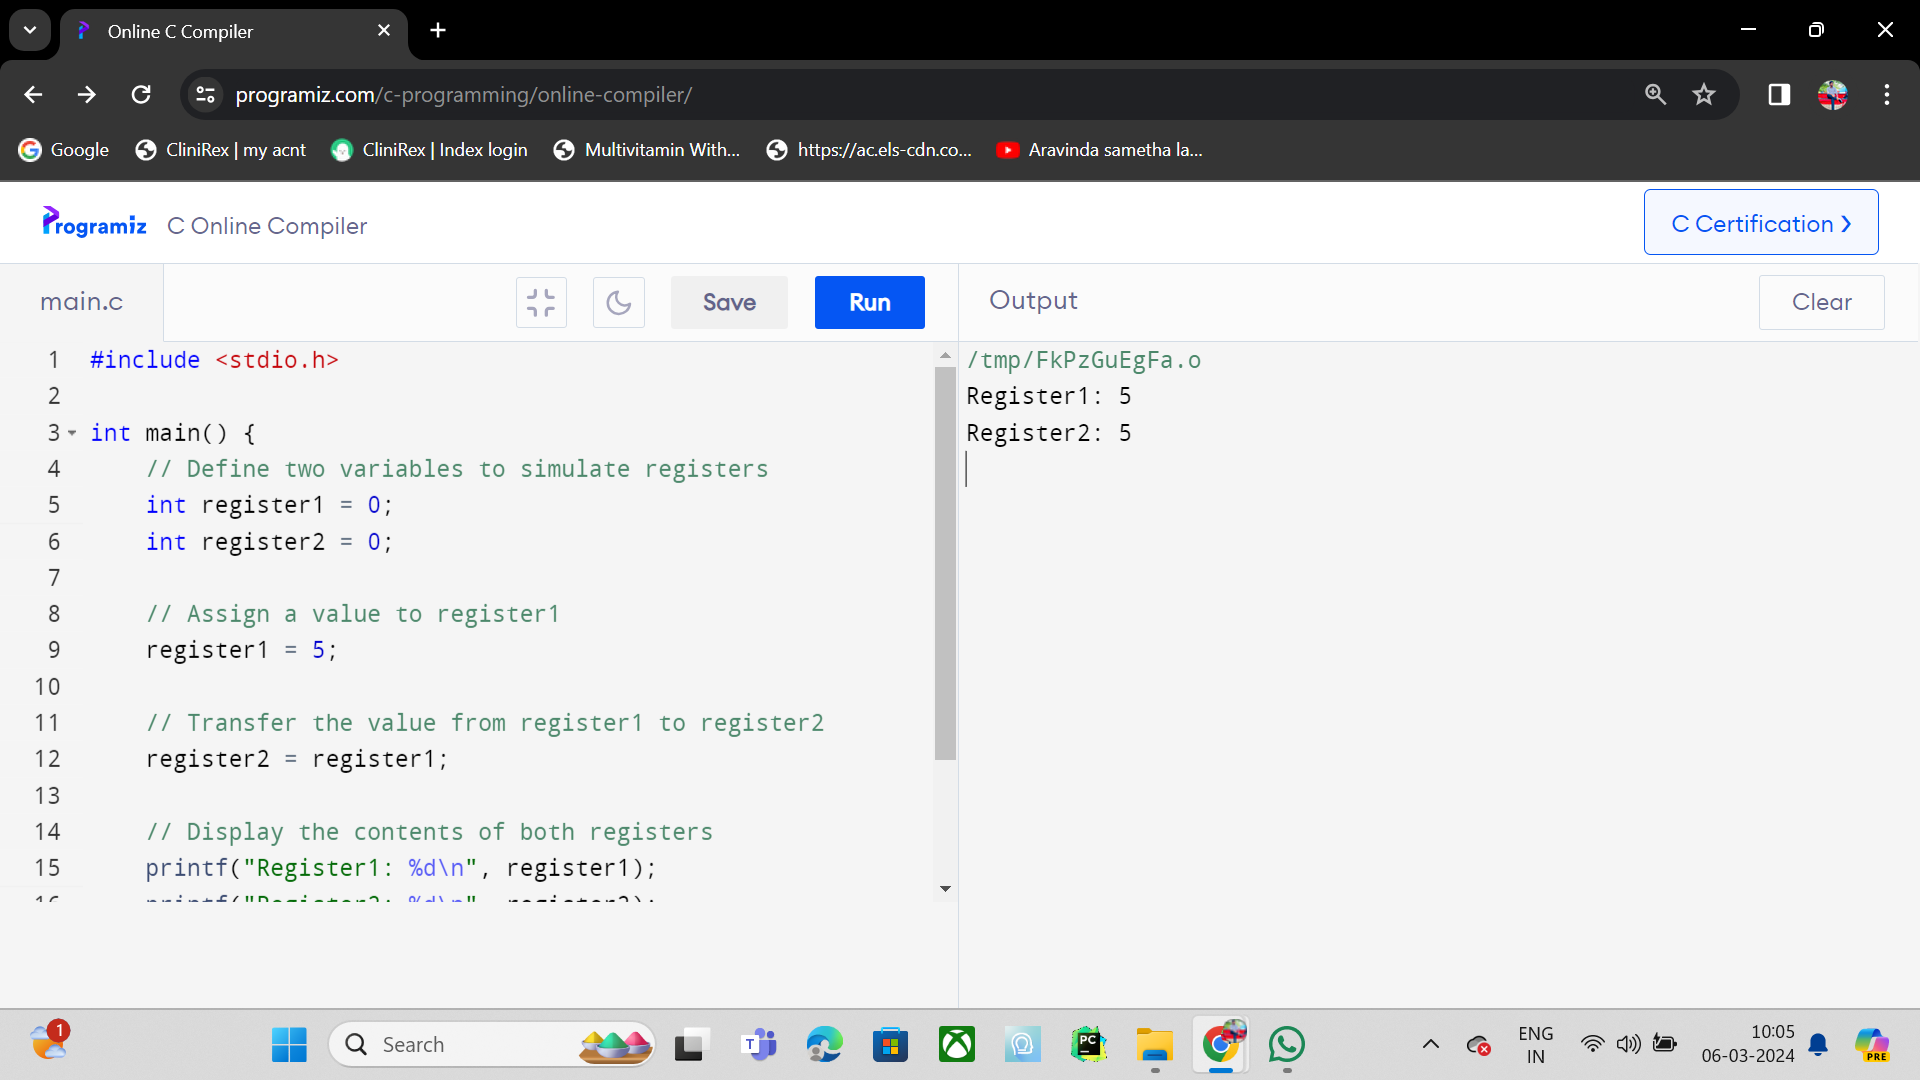 Online C Compiler
programiz.com/c-programming/online-compiler/
Google CliniRex | my acnt CliniRex | Index login Multivitamin With... https://ac.els-cdn.co... Aravinda sametha la...
Programiz C Online Compiler C Certification ›
main.c Save Run Output Clear
1 #include <stdio.h>
2
3 int main() {
4 // Define two variables to simulate registers
5 int register1 = 0;
6 int register2 = 0;
7
8 // Assign a value to register1
9 register1 = 5;
10
11 // Transfer the value from register1 to register2
12 register2 = register1;
13
14 // Display the contents of both registers
15 printf("Register1: %d\n", register1);
16 printf("Register2: %d\n", register2);
/tmp/FkPzGuEgFa.o
Register1: 5
Register2: 5
1 Search PC ENG
IN 10:05
06-03-2024 PRE